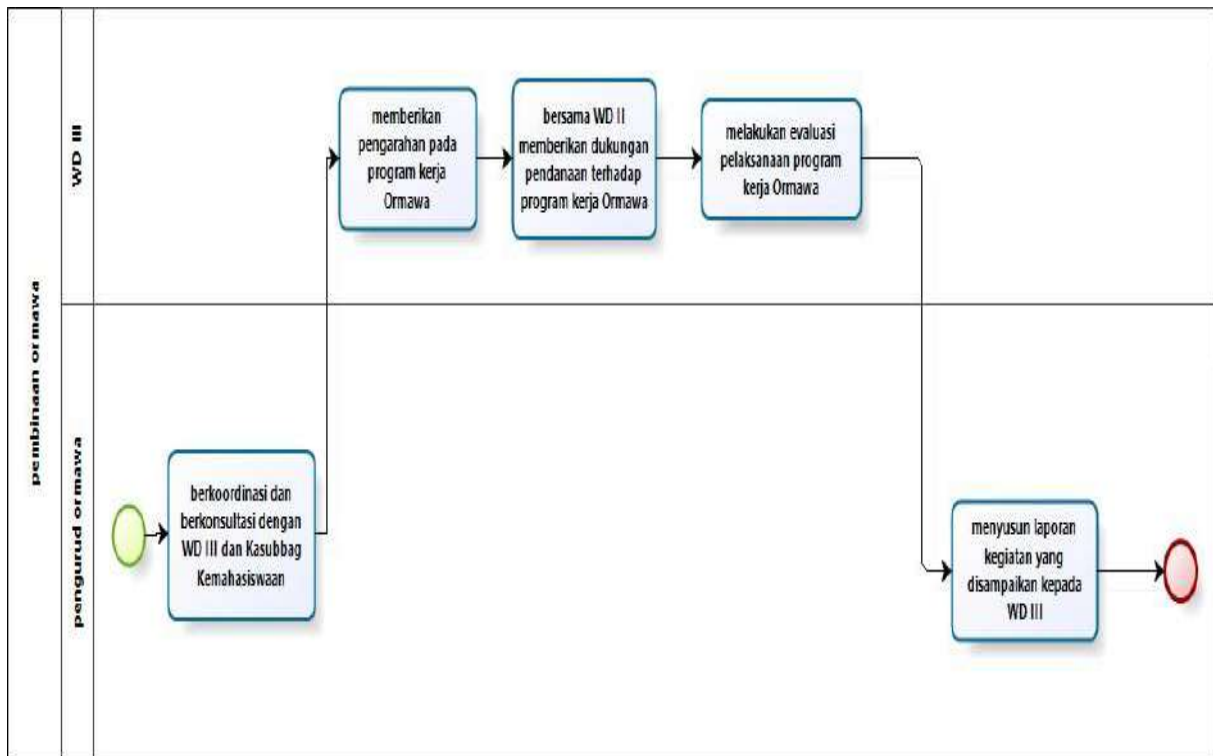 pembinaan ormawa
WD III
memberikan
pengarahan pada
program kerja
Ormawa
bersama WD II
memberikan dukungan
pendanaan terhadap
program kerja Ormawa
melakukan evaluasi
pelaksanaan program
kerja Ormawa
pengurud ormawa
berkoordinasi dan
berkonsultasi dengan
WD III dan Kasubbag
Kemahasiswaan
menyusun laporan
kegiatan yang
disampaikan kepada
WD III